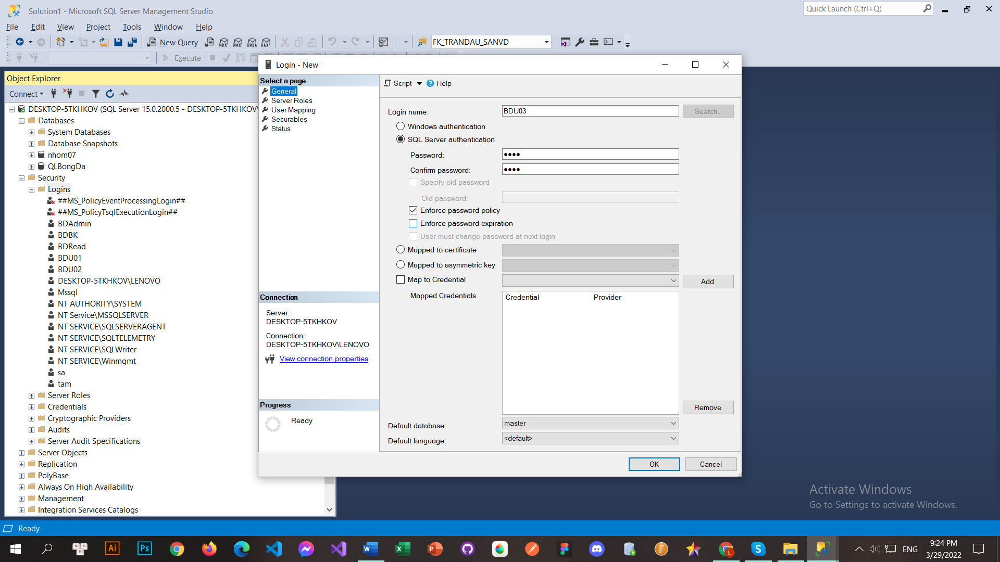 Solution1 - Microsoft SQL Server Management Studio
Quick Launch (Ctrl+Q)
File Edit View Project Tools Window Help
New Query MDX DMX XMLA DAX FK_TRANDAU_SANVD
Execute
Object Explorer
Connect
DESKTOP-5TKHKOV (SQL Server 15.0.2000.5 - DESKTOP-5TKHKOV\
Databases
System Databases
Database Snapshots
nhom07
QLBongDa
Security
Logins
##MS_PolicyEventProcessingLogin##
##MS_PolicyTsqlExecutionLogin##
BDAdmin
BDBK
BDRead
BDU01
BDU02
DESKTOP-5TKHKOV\LENOVO
Mssql
NT AUTHORITY\SYSTEM
NT Service\MSSQLSERVER
NT SERVICE\SQLSERVERAGENT
NT SERVICE\SQLTELEMETRY
NT SERVICE\SQLWriter
NT SERVICE\Winmgmt
sa
tam
Server Roles
Credentials
Cryptographic Providers
Audits
Server Audit Specifications
Server Objects
Replication
PolyBase
Always On High Availability
Management
Integration Services Catalogs
Login - New
Select a page
General
Server Roles
User Mapping
Securables
Status
Connection
Server:
DESKTOP-5TKHKOV
Connection:
DESKTOP-5TKHKOV\LENOVO
View connection properties
Progress
Ready
Script Help
Login name: BDU03 Search...
Windows authentication
SQL Server authentication
Password: ●●●●
Confirm password: ●●●●
Specify old password
Old password:
Enforce password policy
Enforce password expiration
User must change password at next login
Mapped to certificate
Mapped to asymmetric key
Map to Credential Add
Mapped Credentials Credential Provider
Remove
Default database: master
Default language: <default>
OK Cancel
Activate Windows
Go to Settings to activate Windows.
Ready
ENG
9:24 PM
3/29/2022